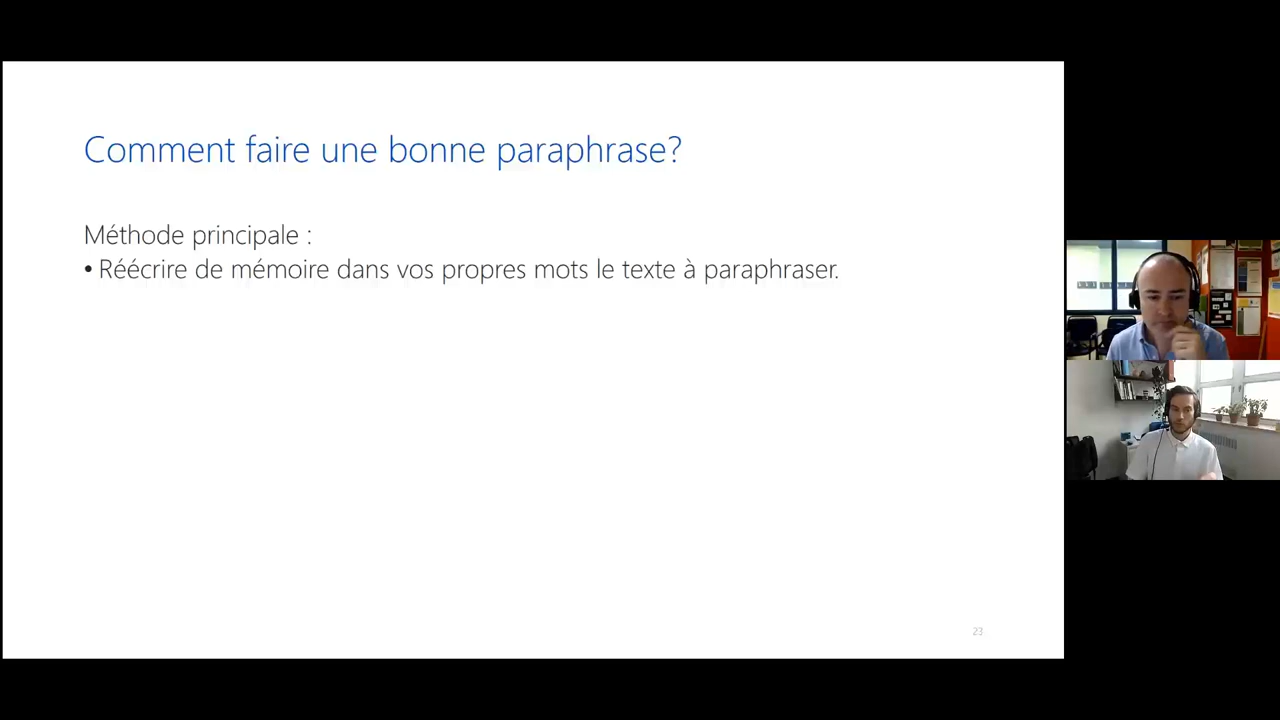 Comment faire une bonne paraphrase?
Méthode principale :
• Réécrire de mémoire dans vos propres mots le texte à paraphraser.
23